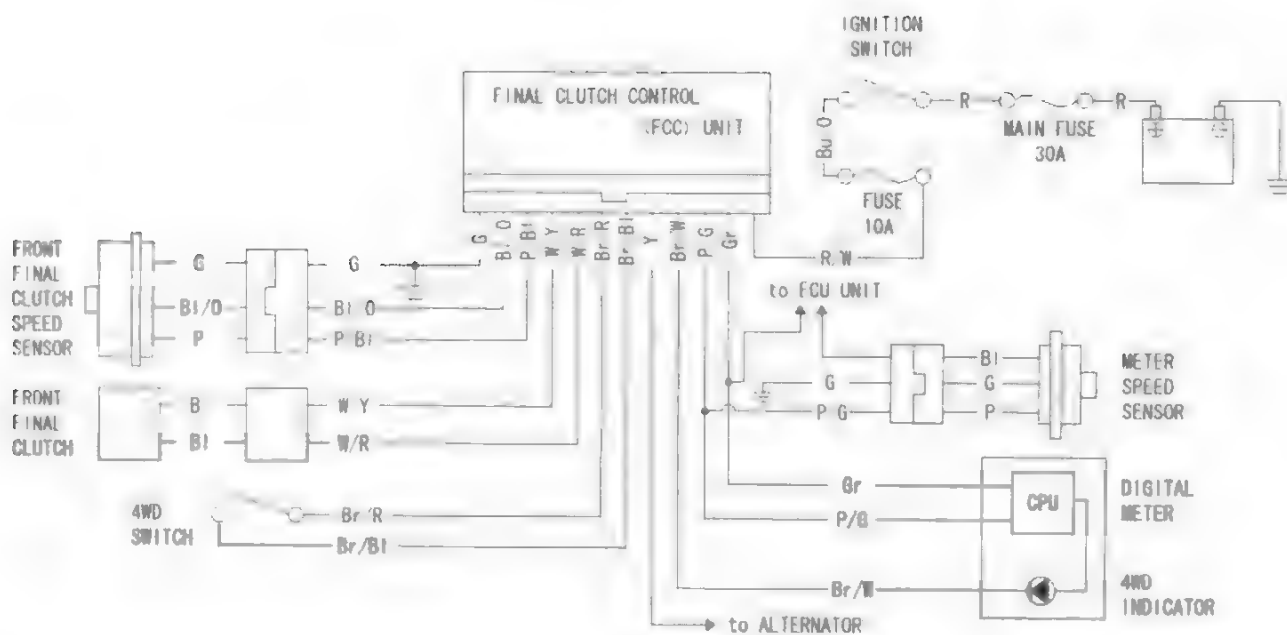 IGNITION
SWITCH
FINAL CLUTCH CONTROL
(FCC) UNIT
R
R
MAIN FUSE
30A
Bu O
FUSE
10A
R/W
G
Bl O
P Bl
W Y
W R
Br R
Br Bl
Y
Br W
P G
Gr
FRONT
FINAL
CLUTCH
SPEED
SENSOR
G
G
Bl/O
Bl O
P
P Bl
to ECU UNIT
Bl
G
G
P G
P
METER
SPEED
SENSOR
FRONT
FINAL
CLUTCH
B
W Y
Bl
W/R
4WD
SWITCH
Br/R
Br/Bl
Gr
P/G
CPU
DIGITAL
METER
Br/W
4WD
INDICATOR
to ALTERNATOR